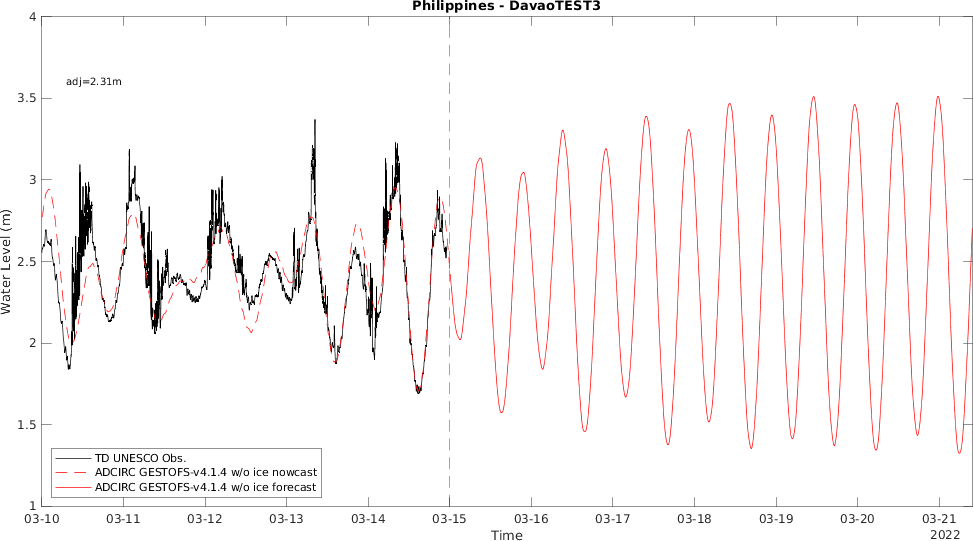 Philippines - DavaoTEST3
4
3.5
3
2.5
2
1.5
1
Water Level (m)
adj=2.31m
TD UNESCO Obs.
ADCIRC GESTOFS-v4.1.4 w/o ice nowcast
ADCIRC GESTOFS-v4.1.4 w/o ice forecast
03-10 03-11 03-12 03-13 03-14 03-15 03-16 03-17 03-18 03-19 03-20 03-21
Time
2022